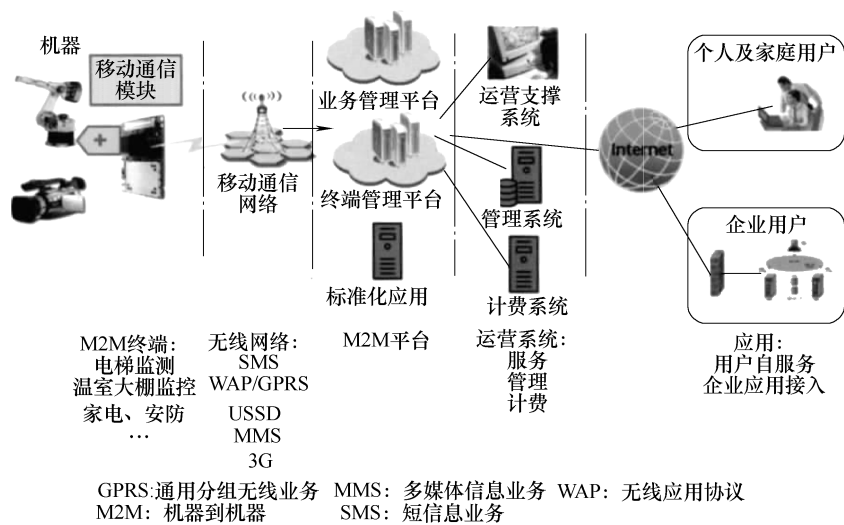 机器
移动通信
模块
移动通信
网络
业务管理平台
终端管理平台
标准化应用
运营支撑
系统
管理系统
计费系统
Internet
个人及家庭用户
企业用户
M2M终端：
电梯监测
温室大棚监控
家电、安防
…
无线网络：
SMS
WAP/GPRS
USSD
MMS
3G
M2M平台
运营系统：
服务
管理
计费
应用：
用户自服务
企业应用接入
GPRS:通用分组无线业务 MMS：多媒体信息业务 WAP：无线应用协议
M2M：机器到机器 SMS：短信息业务